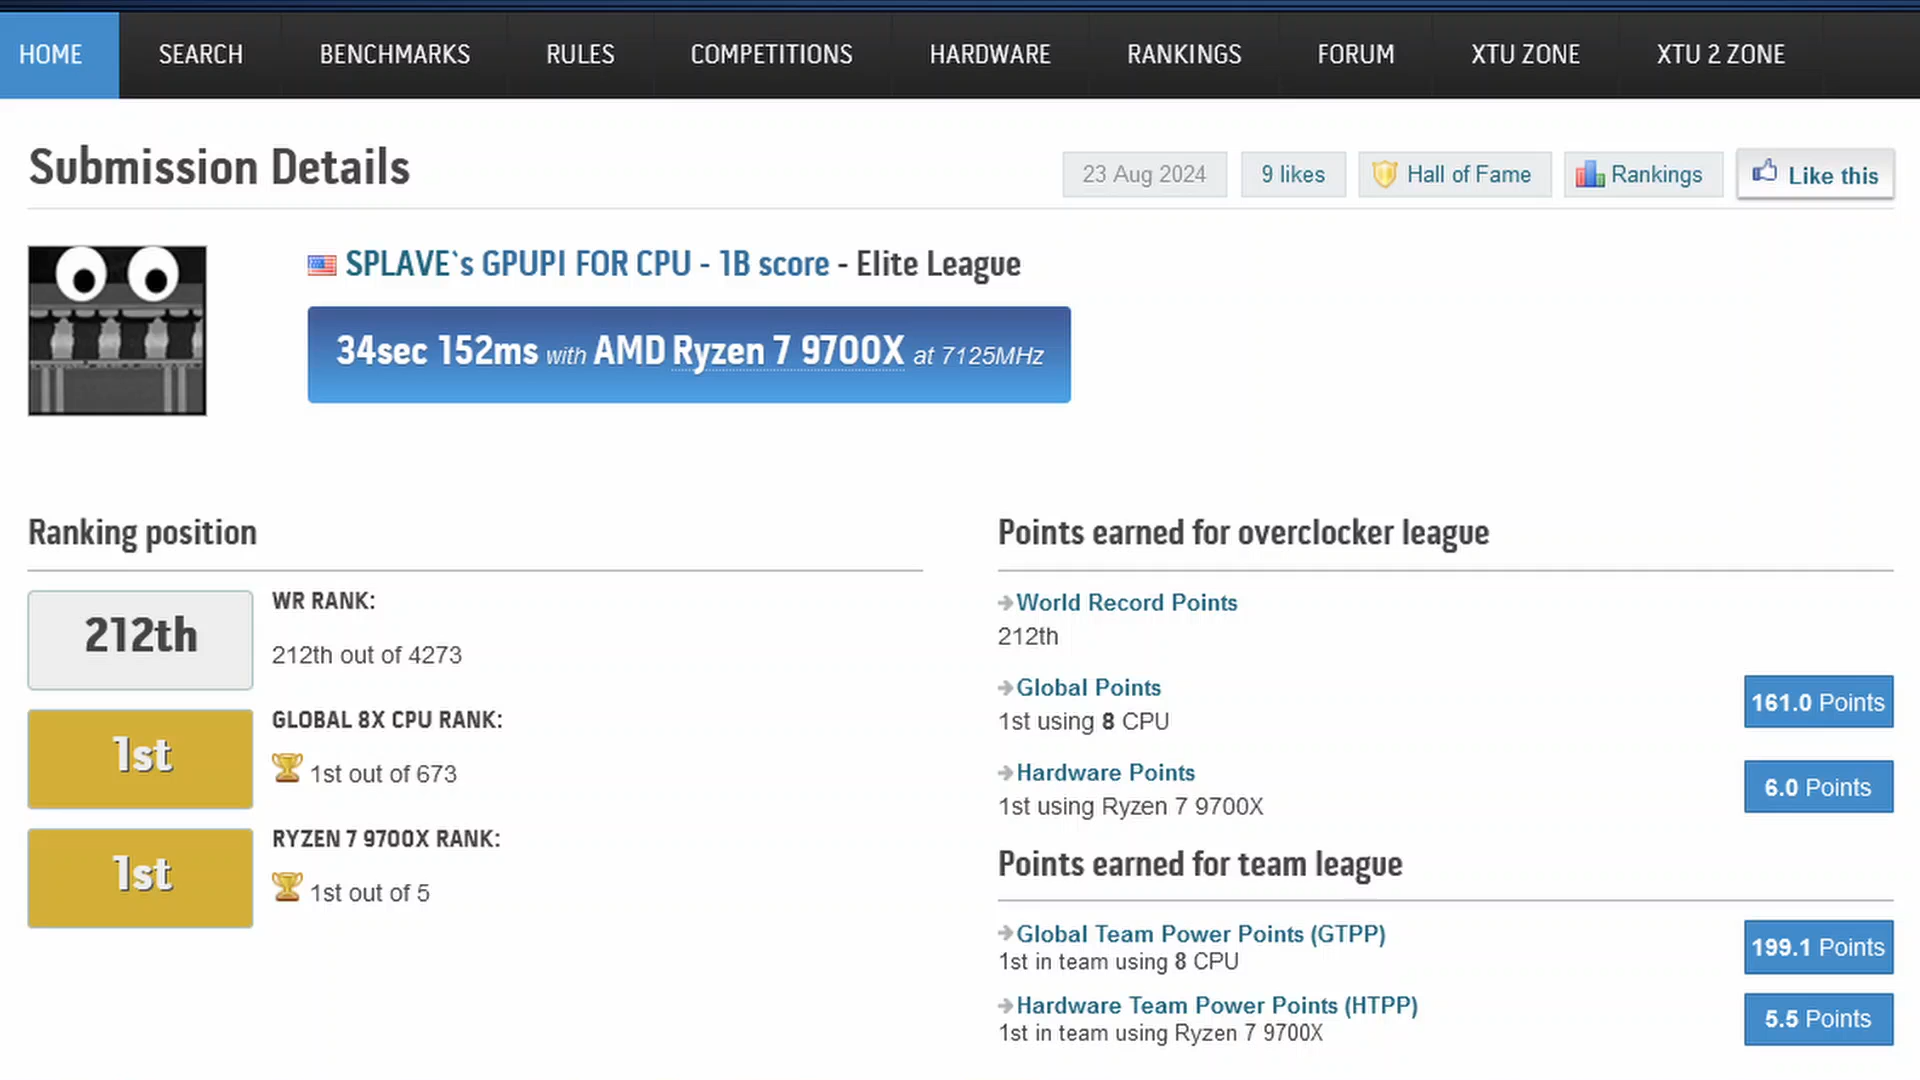 HOME SEARCH BENCHMARKS RULES COMPETITIONS HARDWARE RANKINGS FORUM XTU ZONE XTU 2 ZONE
Submission Details
23 Aug 2024 9 likes Hall of Fame Rankings Like this
SPLAVE`s GPUPI FOR CPU - 1B score - Elite League
34sec 152ms with AMD Ryzen 7 9700X at 7125MHz
Ranking position
212th
WR RANK:
212th out of 4273
1st
GLOBAL 8X CPU RANK:
1st out of 673
1st
RYZEN 7 9700X RANK:
1st out of 5
Points earned for overclocker league
World Record Points
212th
Global Points
1st using 8 CPU
161.0 Points
Hardware Points
1st using Ryzen 7 9700X
6.0 Points
Points earned for team league
Global Team Power Points (GTPP)
1st in team using 8 CPU
199.1 Points
Hardware Team Power Points (HTPP)
1st in team using Ryzen 7 9700X
5.5 Points